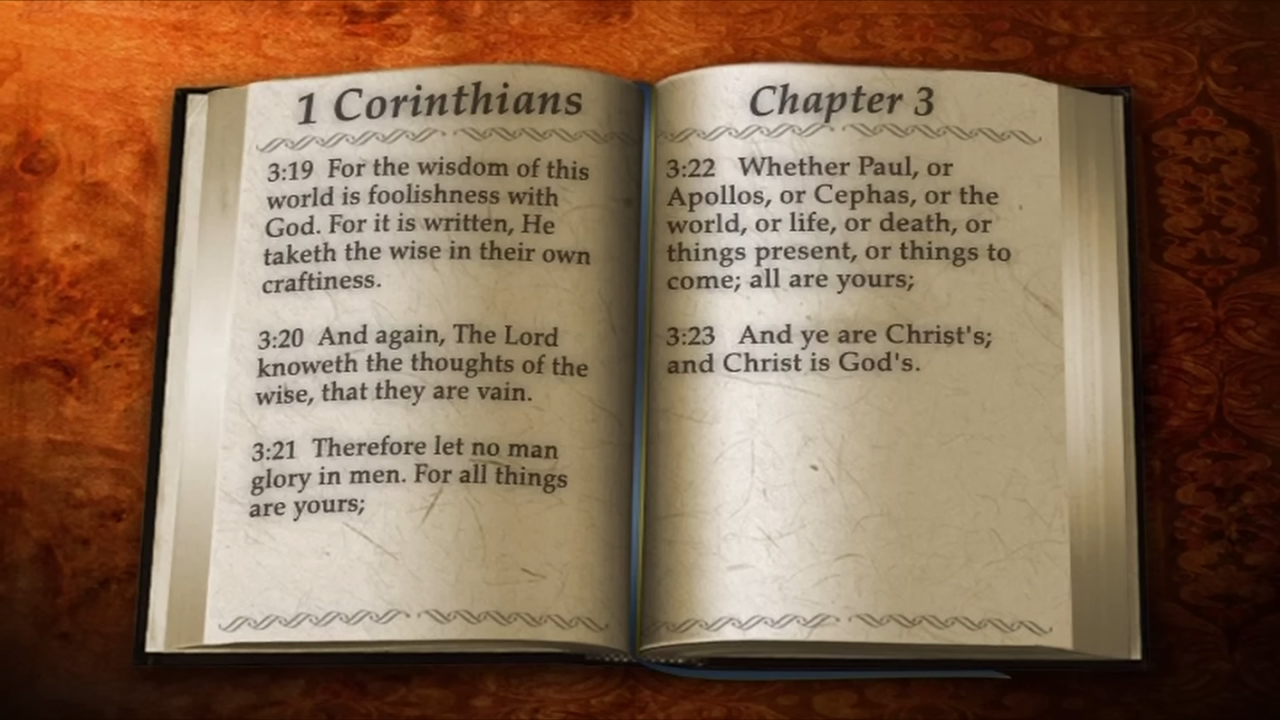 1 Corinthians
3:19 For the wisdom of this
world is foolishness with
God. For it is written, He
taketh the wise in their own
craftiness.
3:20 And again, The Lord
knoweth the thoughts of the
wise, that they are vain.
3:21 Therefore let no man
glory in men. For all things
are yours;
Chapter 3
3:22 Whether Paul, or
Apollos, or Cephas, or the
world, or life, or death, or
things present, or things to
come; all are yours;
3:23 And ye are Christ's;
and Christ is God's.